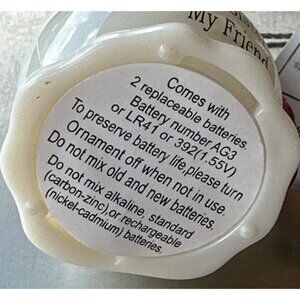 My Friend
Comes with
2 replaceable batteries.
Battery number AG3
or LR41 or 392(1.55V)
To preserve battery life,please turn
Ornament off when not in use.
Do not mix old and new batteries.
Do not mix alkaline, standard
(carbon-zinc),or rechargeable
(nickel-cadmium) batteries.